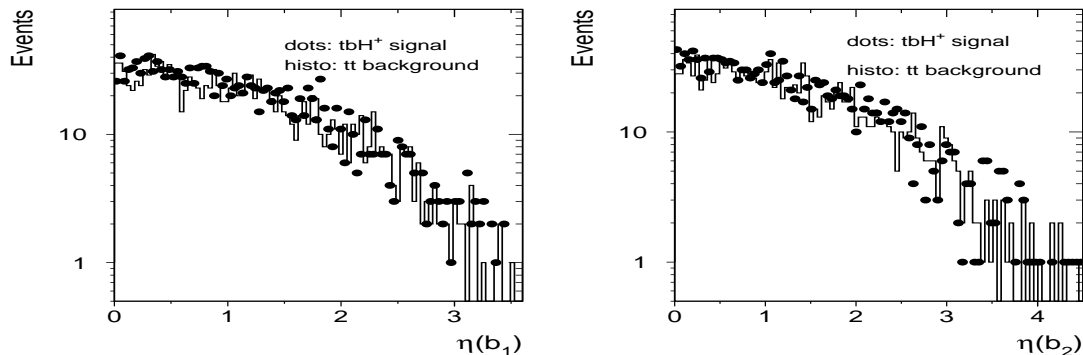 Events
dots: tbH⁺ signal
histo: tt background
10
1
0
1
2
3
η(b₁)
Events
dots: tbH⁺ signal
histo: tt background
10
1
0
1
2
3
4
η(b₂)